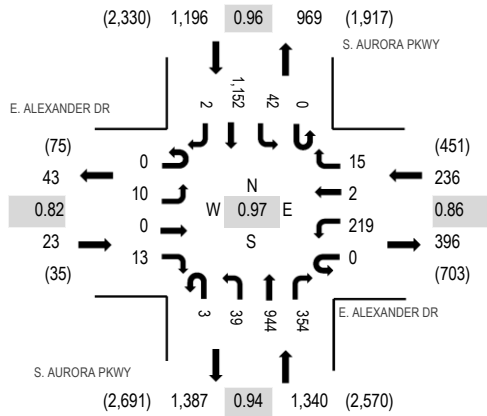 (2,330) 1,196 0.96 969 (1,917)
S. AURORA PKWY
E. ALEXANDER DR
2 1,152 42 0
(75)
43
0.82
23
(35)
0
10
0
13
N
W 0.97 E
S
15
2
219
0
(451)
236
0.86
396
(703)
3 39 944 354
E. ALEXANDER DR
S. AURORA PKWY
(2,691) 1,387 0.94 1,340 (2,570)